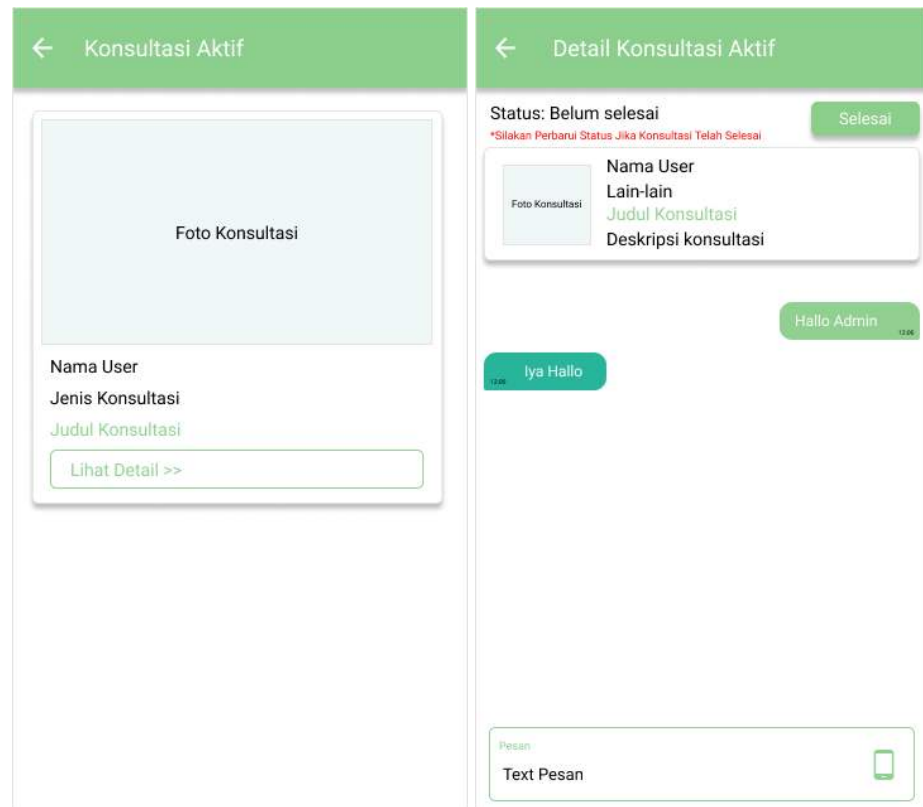 Konsultasi Aktif
Foto Konsultasi
Nama User
Jenis Konsultasi
Judul Konsultasi
Lihat Detail >>
Detail Konsultasi Aktif
Status: Belum selesai
*Silakan Perbarui Status Jika Konsultasi Telah Selesai
Selesai
Foto Konsultasi
Nama User
Lain-lain
Judul Konsultasi
Deskripsi konsultasi
Hallo Admin
Iya Hallo
Pesan
Text Pesan